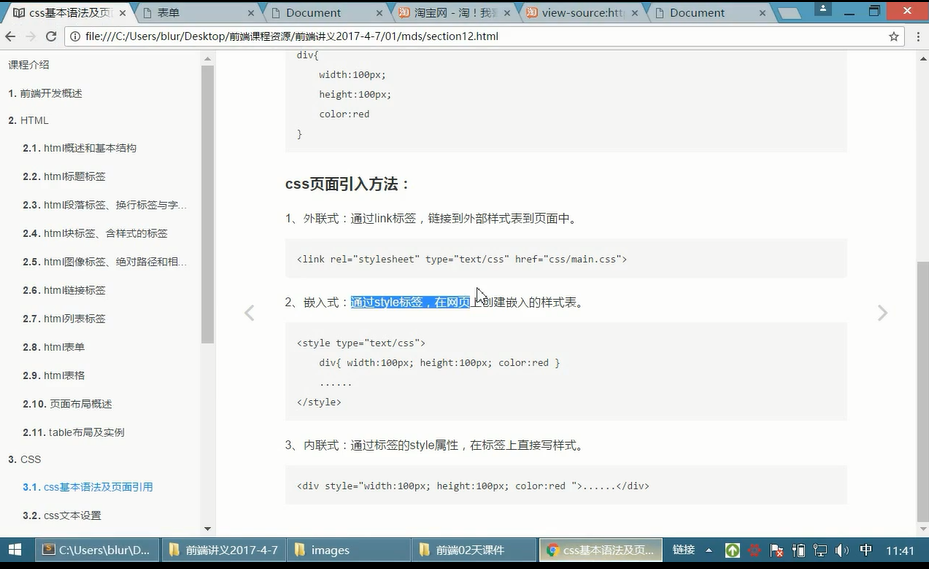 css基本语法及页
表单
Document
淘宝网 - 淘！我
view-source:htt
Document
file:///C:/Users/blur/Desktop/前端课程资源/前端讲义2017-4-7/01/mds/section12.html
课程介绍
1. 前端开发概述
2. HTML
2.1. html概述和基本结构
2.2. html标题标签
2.3. html段落标签、换行标签与字...
2.4. html块标签、含样式的标签
2.5. html图像标签、绝对路径和相...
2.6. html链接标签
2.7. html列表标签
2.8. html表单
2.9. html表格
2.10. 页面布局概述
2.11. table布局及实例
3. CSS
3.1. css基本语法及页面引用
3.2. css文本设置
div{
width:100px;
height:100px;
color:red
}
css页面引入方法：
1、外联式：通过link标签，链接到外部样式表到页面中。
<link rel="stylesheet" type="text/css" href="css/main.css">
2、嵌入式：通过style标签，在网页上创建嵌入的样式表。
<style type="text/css">
div{ width:100px; height:100px; color:red }
......
</style>
3、内联式：通过标签的style属性，在标签上直接写样式。
<div style="width:100px; height:100px; color:red ">......</div>
C:\Users\blur\D...
前端讲义2017-4-7
images
前端02天课件
css基本语法及页...
链接
中
11:41